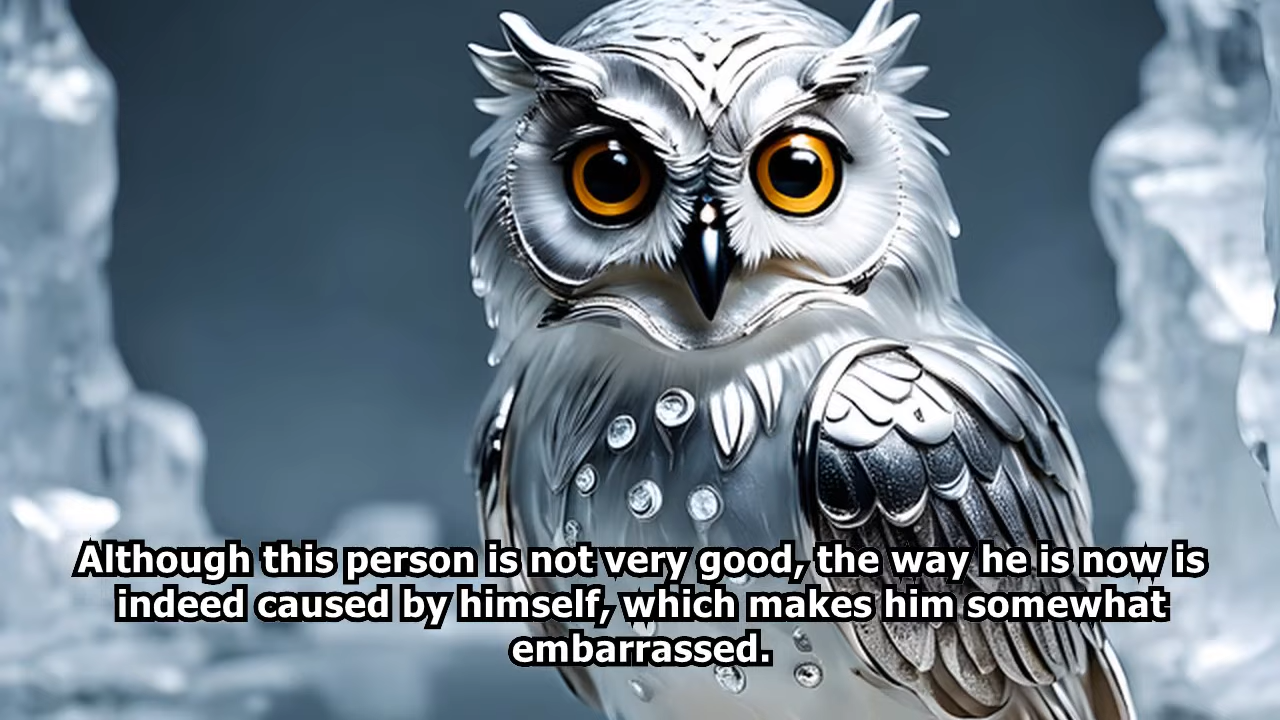 Although this person is not very good, the way he is now is
indeed caused by himself, which makes him somewhat
embarrassed.